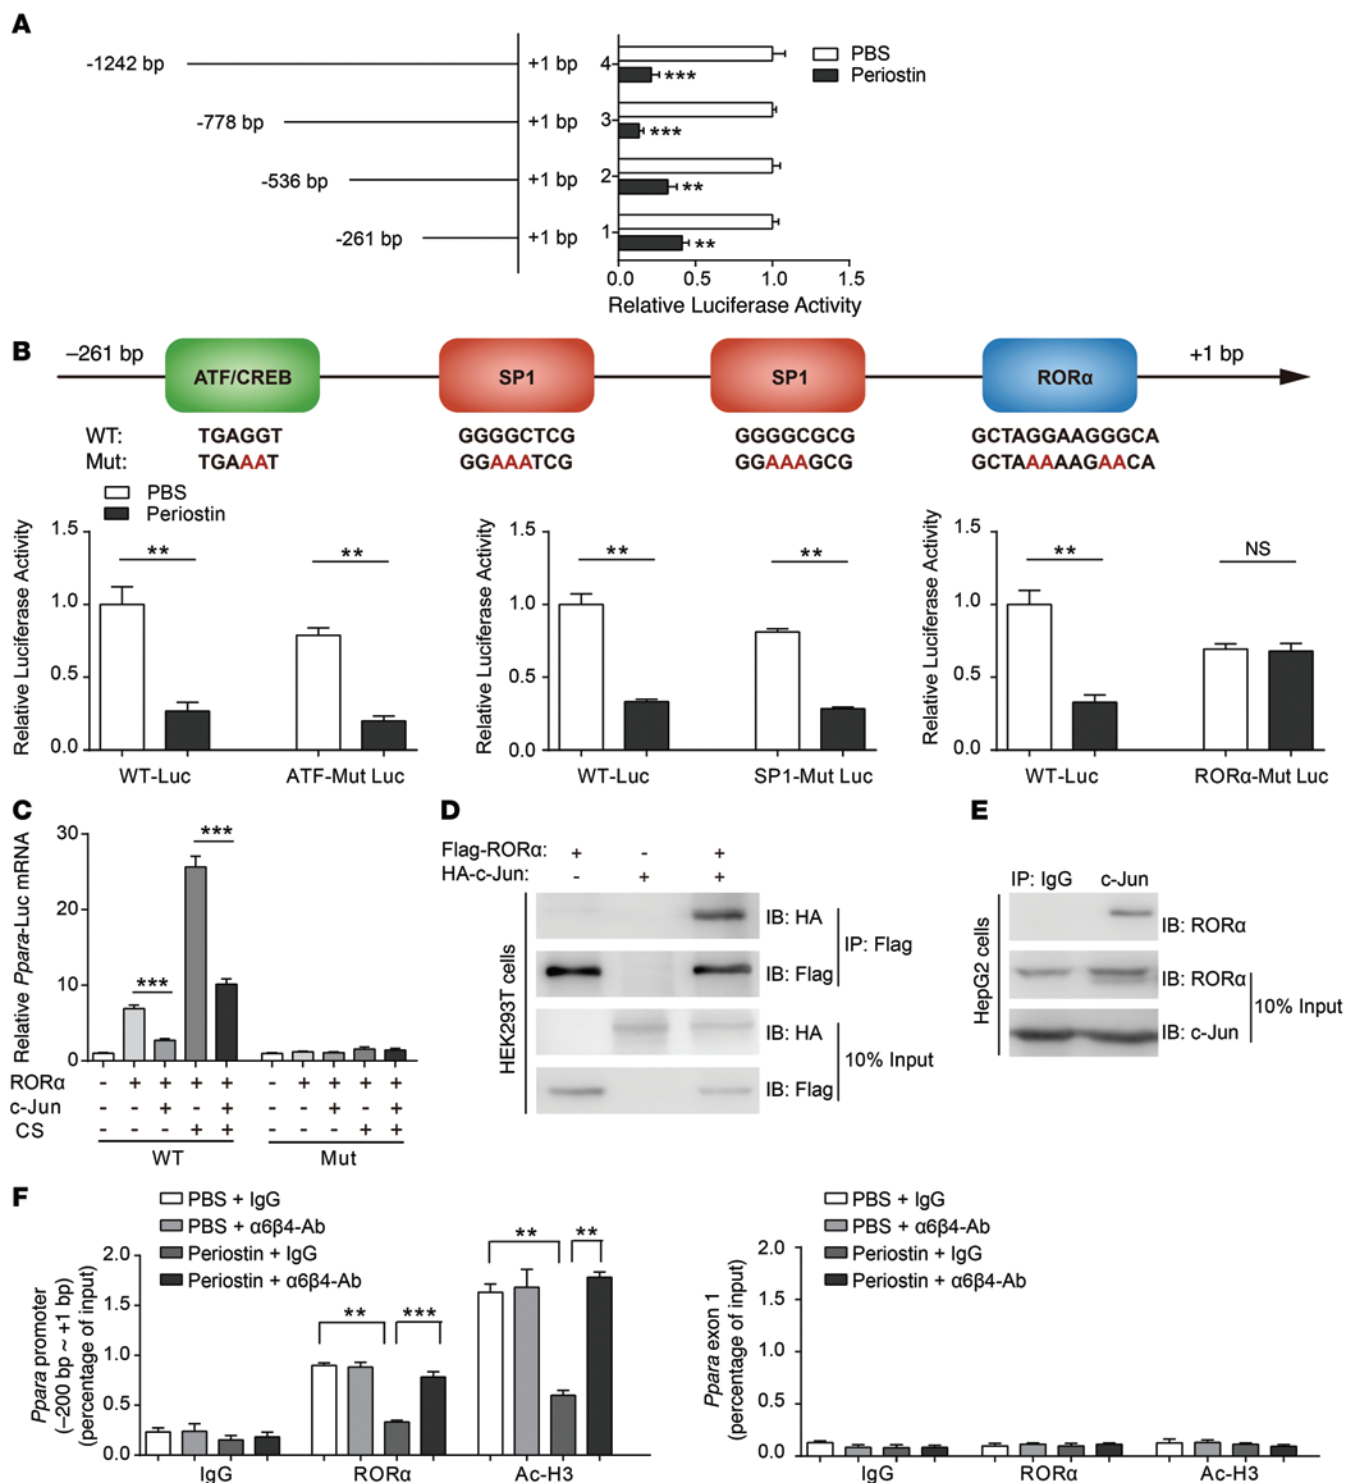 A
-1242 bp
+1 bp
-778 bp
+1 bp
-536 bp
+1 bp
-261 bp
+1 bp
4
***
3
***
2
**
1
**
0.0 0.5 1.0 1.5
Relative Luciferase Activity
PBS
Periostin
B
–261 bp
ATF/CREB
SP1
SP1
RORα
+1 bp
WT: TGAGGT GGGGCTCG GGGGCGCG GCTAGGAAGGGCA
Mut: TGAAAT GGAAATCG GGAAAGCG GCTAAAAAGAACA
PBS
Periostin
Relative Luciferase Activity
1.5
1.0
0.5
0.0
** **
WT-Luc ATF-Mut Luc
Relative Luciferase Activity
1.5
1.0
0.5
0.0
** **
WT-Luc SP1-Mut Luc
Relative Luciferase Activity
1.5
1.0
0.5
0.0
** NS
WT-Luc RORα-Mut Luc
C
Relative Ppara-Luc mRNA
30
20
10
0
*** ***
RORα - + + + + - + + + +
c-Jun - - + - + - - + - +
CS - - - + + - - - + +
WT Mut
D
Flag-RORα: + - +
HA-c-Jun: - + +
HEK293T cells
IB: HA
IB: Flag
IP: Flag
IB: HA
IB: Flag
10% Input
E
IP: IgG c-Jun
HepG2 cells
IB: RORα
IB: RORα
IB: c-Jun
10% Input
F
PBS + IgG
PBS + α6β4-Ab
Periostin + IgG
Periostin + α6β4-Ab
Ppara promoter
(–200 bp ~ +1 bp)
(percentage of input)
2.0
1.5
1.0
0.5
0.0
** *** ** **
IgG RORα Ac-H3
PBS + IgG
PBS + α6β4-Ab
Periostin + IgG
Periostin + α6β4-Ab
Ppara exon 1
(percentage of input)
2.0
1.5
1.0
0.5
0.0
IgG RORα Ac-H3